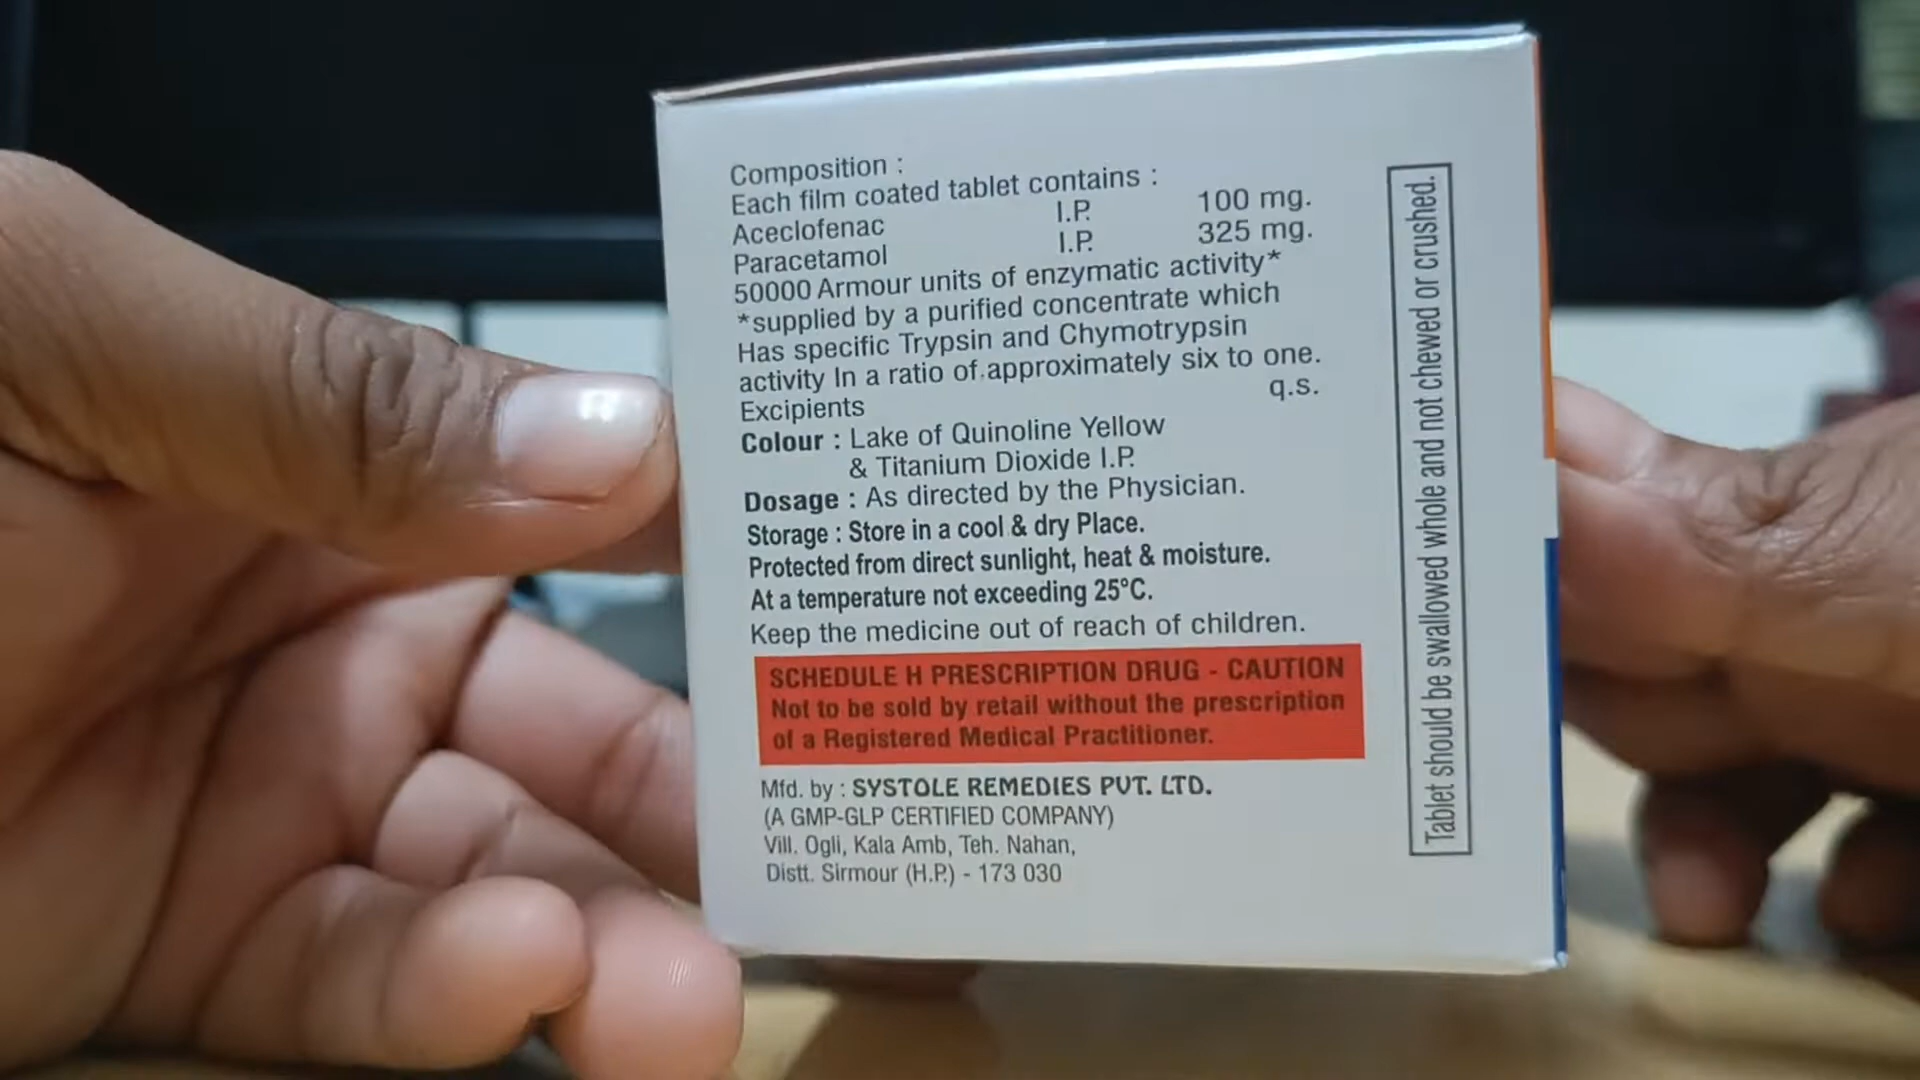 Composition :
Each film coated tablet contains :
Aceclofenac I.P. 100 mg.
Paracetamol I.P. 325 mg.
50000 Armour units of enzymatic activity*
*supplied by a purified concentrate which
Has specific Trypsin and Chymotrypsin
activity In a ratio of approximately six to one.
Excipients q.s.
Colour : Lake of Quinoline Yellow
& Titanium Dioxide I.P.
Dosage : As directed by the Physician.
Storage : Store in a cool & dry Place.
Protected from direct sunlight, heat & moisture.
At a temperature not exceeding 25°C.
Keep the medicine out of reach of children.
SCHEDULE H PRESCRIPTION DRUG - CAUTION
Not to be sold by retail without the prescription
of a Registered Medical Practitioner.
Mfd. by : SYSTOLE REMEDIES PVT. LTD.
(A GMP-GLP CERTIFIED COMPANY)
Vill. Ogli, Kala Amb, Teh. Nahan,
Distt. Sirmour (H.P.) - 173 030
Tablet should be swallowed whole and not chewed or crushed.